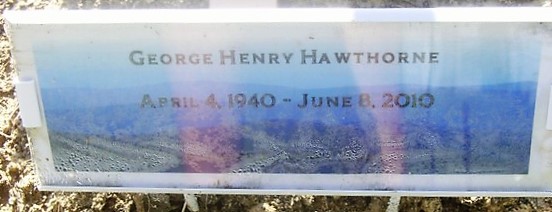 George Henry Hawthorne
April 4, 1940 - June 8, 2010